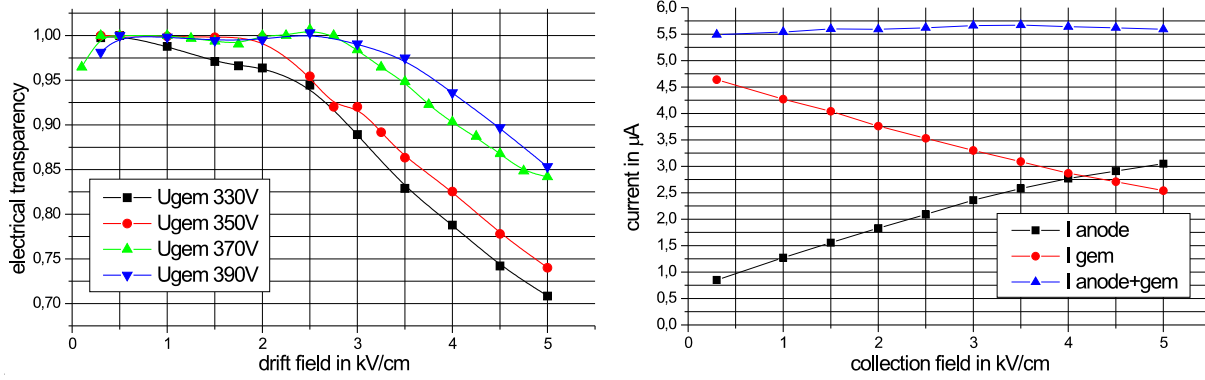 electrical transparency
1,00
0,95
0,90
0,85
0,80
0,75
0,70
Ugem 330V
Ugem 350V
Ugem 370V
Ugem 390V
0 1 2 3 4 5
drift field in kV/cm
current in µA
6,0
5,5
5,0
4,5
4,0
3,5
3,0
2,5
2,0
1,5
1,0
0,5
0,0
I anode
I gem
I anode+gem
0 1 2 3 4 5
collection field in kV/cm